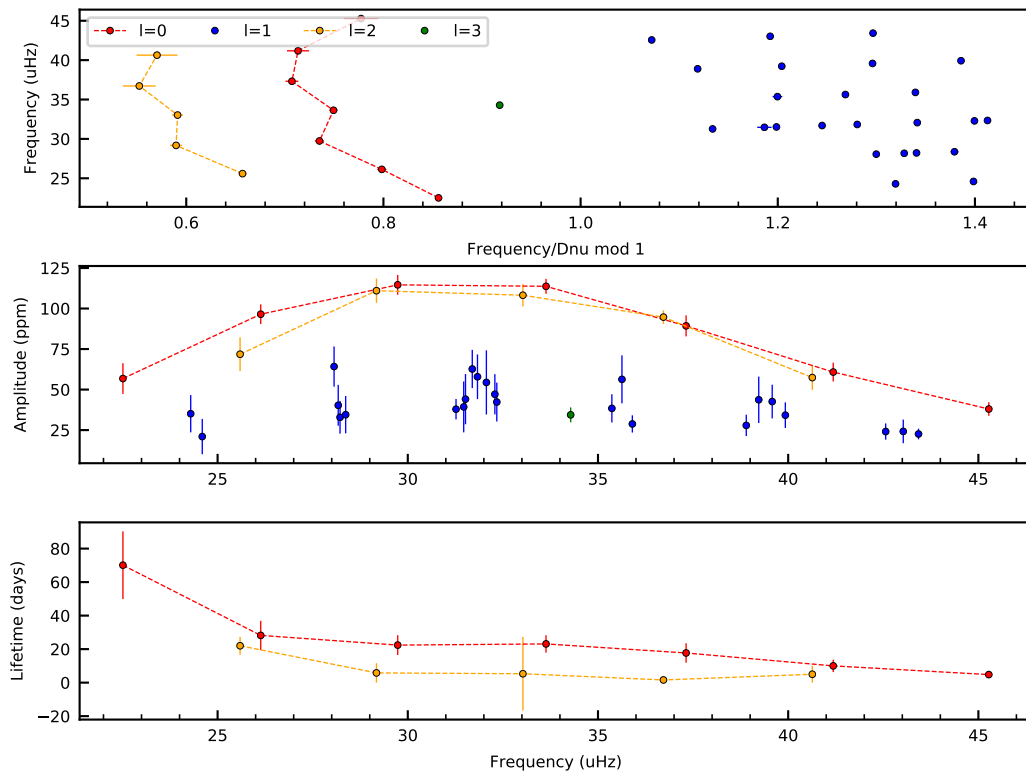 l=0 l=1 l=2 l=3
45
40
35
30
25
Frequency (uHz)
0.6 0.8 1.0 1.2 1.4
Frequency/Dnu mod 1
125
100
75
50
25
Amplitude (ppm)
25 30 35 40 45
80
60
40
20
0
−20
Lifetime (days)
25 30 35 40 45
Frequency (uHz)